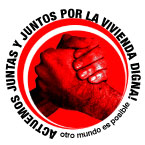 ACTUEMOS JUNTAS Y JUNTOS POR LA VIVIENDA DIGNA!
otro mundo es posible